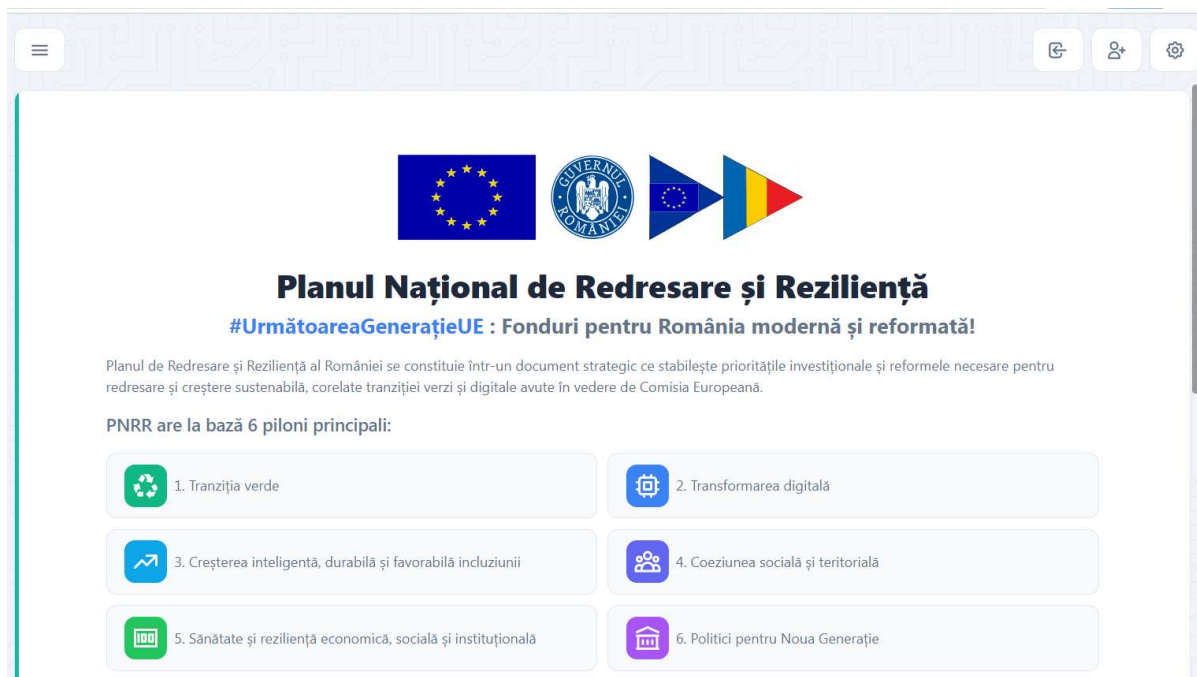 GUVERNUL ROMÂNIEI
Planul Național de Redresare și Reziliență
#UrmătoareaGenerațieUE : Fonduri pentru România modernă și reformată!
Planul de Redresare și Reziliență al României se constituie într-un document strategic ce stabilește prioritățile investiționale și reformele necesare pentru
redresare și creștere sustenabilă, corelate tranziției verzi și digitale avute în vedere de Comisia Europeană.
PNRR are la bază 6 piloni principali:
1. Tranziția verde
2. Transformarea digitală
3. Creșterea inteligentă, durabilă și favorabilă incluziunii
4. Coeziunea socială și teritorială
5. Sănătate și reziliență economică, socială și instituțională
6. Politici pentru Noua Generație